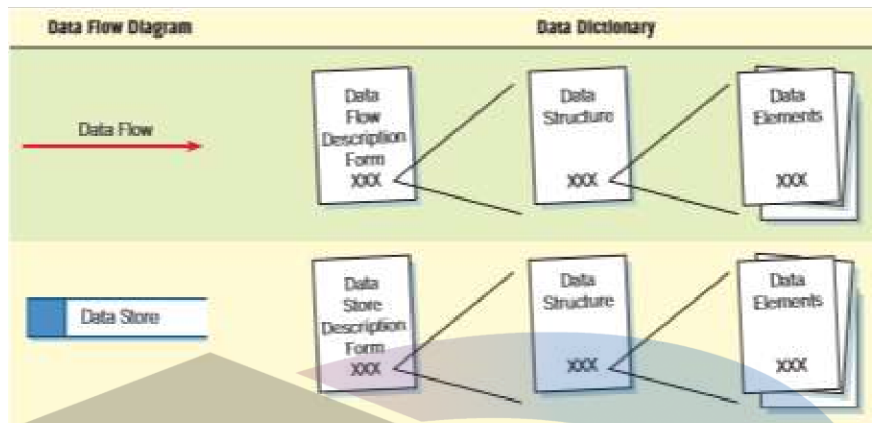 Data Flow Diagram
Data Dictionary
Data Flow
Data
Flow
Description
Form
XXX
Data
Structure
XXX
Data
Elements
XXX
Data Store
Data
Store
Description
Form
XXX
Data
Structure
XXX
Data
Elements
XXX